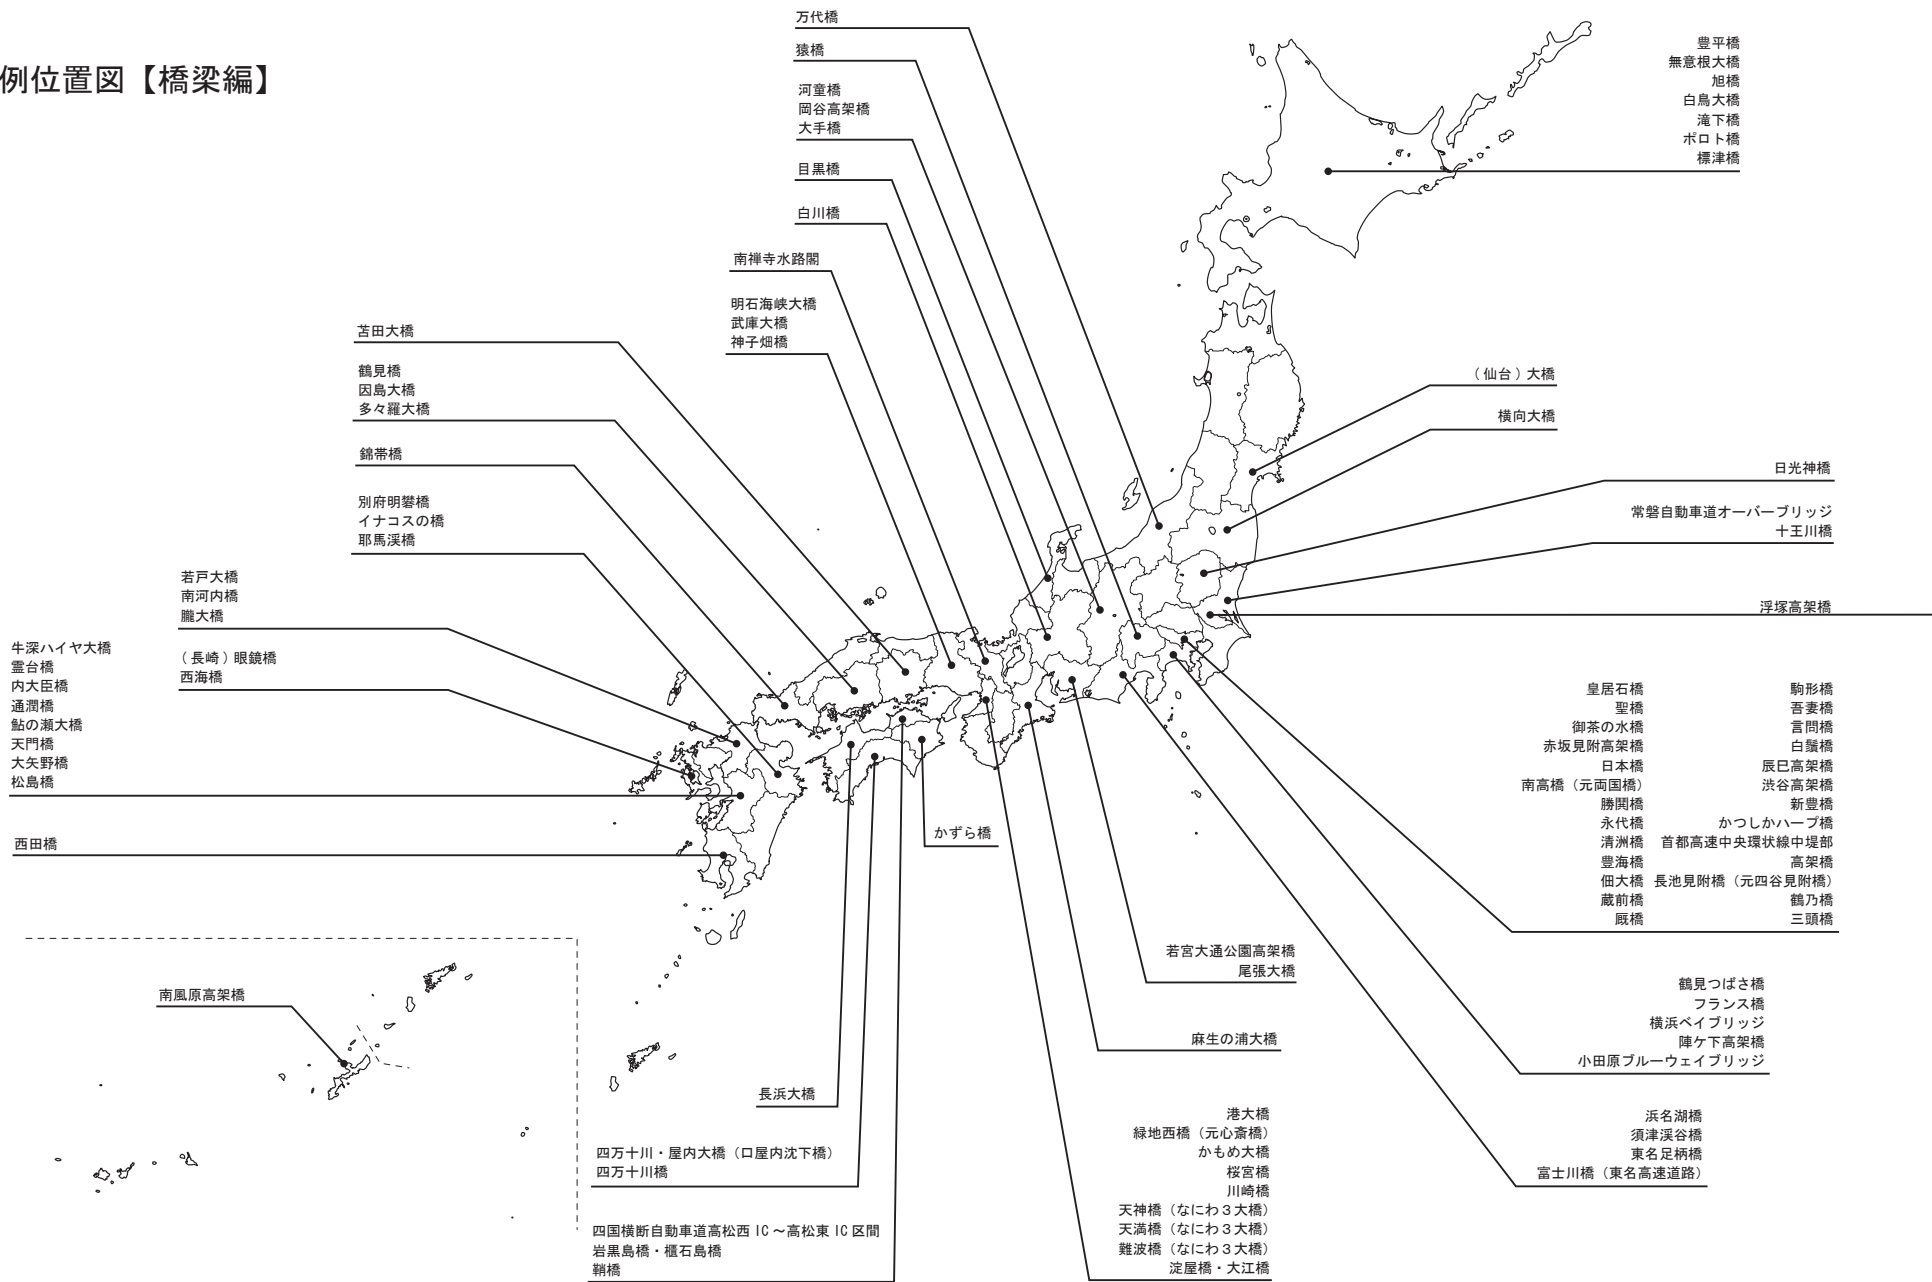 例位置図【橋梁編】
万代橋
猿橋
河童橋
岡谷高架橋
大手橋
目黒橋
白川橋
南禅寺水路閣
明石海峡大橋
武庫大橋
神子畑橋
苫田大橋
鶴見橋
因島大橋
多々羅大橋
錦帯橋
別府明礬橋
イナコスの橋
耶馬渓橋
若戸大橋
南河内橋
朧大橋
(長崎)眼鏡橋
西海橋
牛深ハイヤ大橋
霊台橋
内大臣橋
通潤橋
鮎の瀬大橋
天門橋
大矢野橋
松島橋
西田橋
南風原高架橋
豊平橋
無意根大橋
旭橋
白鳥大橋
滝下橋
ポロト橋
標津橋
(仙台)大橋
横向大橋
日光神橋
常磐自動車道オーバーブリッジ
十王川橋
浮塚高架橋
皇居石橋
聖橋
御茶の水橋
赤坂見附高架橋
日本橋
南高橋(元両国橋)
勝鬨橋
永代橋
清洲橋
豊海橋
佃大橋
蔵前橋
厩橋
駒形橋
吾妻橋
言問橋
白鬚橋
辰巳高架橋
渋谷高架橋
新豊橋
かつしかハープ橋
首都高速中央環状線中堤部
高架橋
長池見附橋(元四谷見附橋)
鶴乃橋
三頭橋
鶴見つばさ橋
フランス橋
横浜ベイブリッジ
陣ケ下高架橋
小田原ブルーウェイブリッジ
浜名湖橋
須津渓谷橋
東名足柄橋
富士川橋(東名高速道路)
若宮大通公園高架橋
尾張大橋
麻生の浦大橋
港大橋
緑地西橋(元心斎橋)
かもめ大橋
桜宮橋
川崎橋
天神橋(なにわ3大橋)
天満橋(なにわ3大橋)
難波橋(なにわ3大橋)
淀屋橋・大江橋
かずら橋
長浜大橋
四万十川・屋内大橋(口屋内沈下橋)
四万十川橋
四国横断自動車道高松西IC～高松東IC区間
岩黒島橋・櫃石島橋
鞘橋